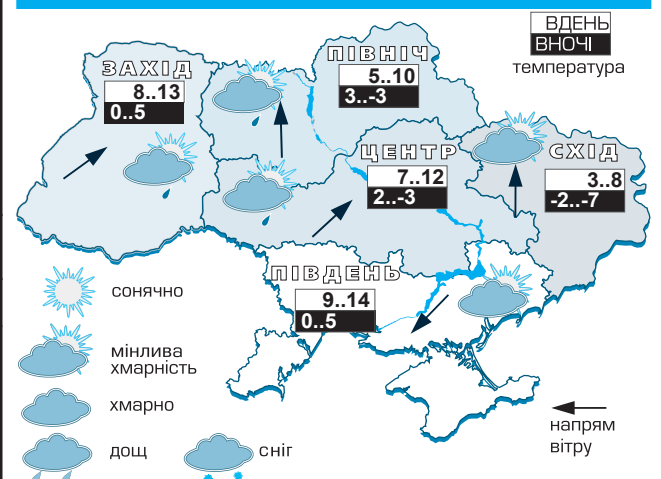 ВДЕНЬ
ВНОЧІ
температура
ПІВНІЧ
5..10
3..-3
ЗАХІД
8..13
0..5
ЦЕНТР
7..12
2..-3
СХІД
3..8
-2..-7
ПІВДЕНЬ
9..14
0..5
сонячно
мінлива
хмарність
хмарно
дощ
сніг
напрям
вітру